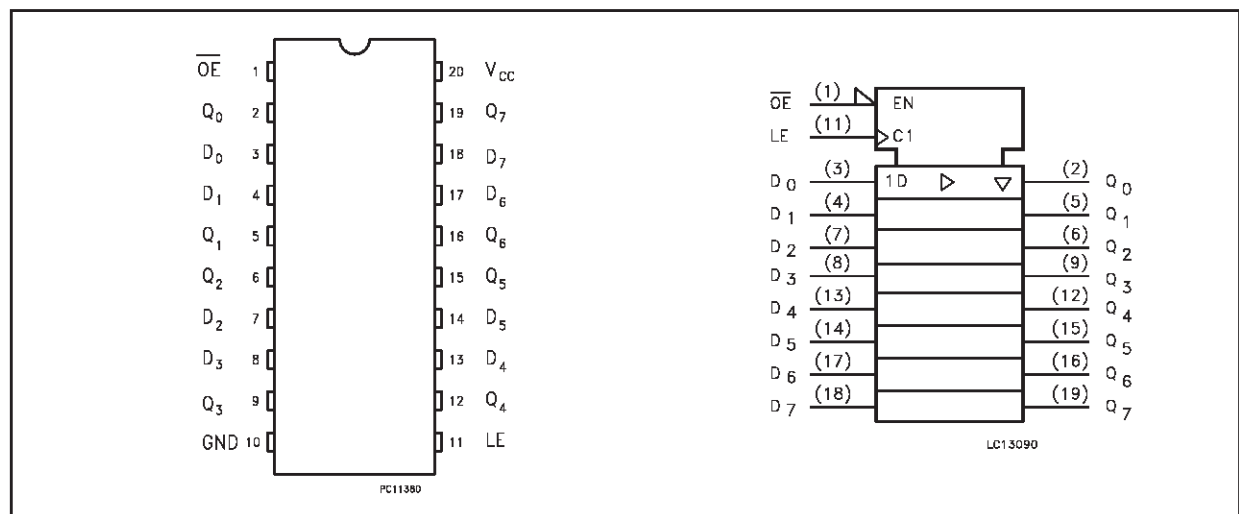 OE 1 20 VCC
Q0 2 19 Q7
D0 3 18 D7
D1 4 17 D6
Q1 5 16 Q6
Q2 6 15 Q5
D2 7 14 D5
D3 8 13 D4
Q3 9 12 Q4
GND 10 11 LE
PC11380
OE (1) EN
LE (11) C1
D0 (3) 1D (2) Q0
D1 (4) (5) Q1
D2 (7) (6) Q2
D3 (8) (9) Q3
D4 (13) (12) Q4
D5 (14) (15) Q5
D6 (17) (16) Q6
D7 (18) (19) Q7
LC13090